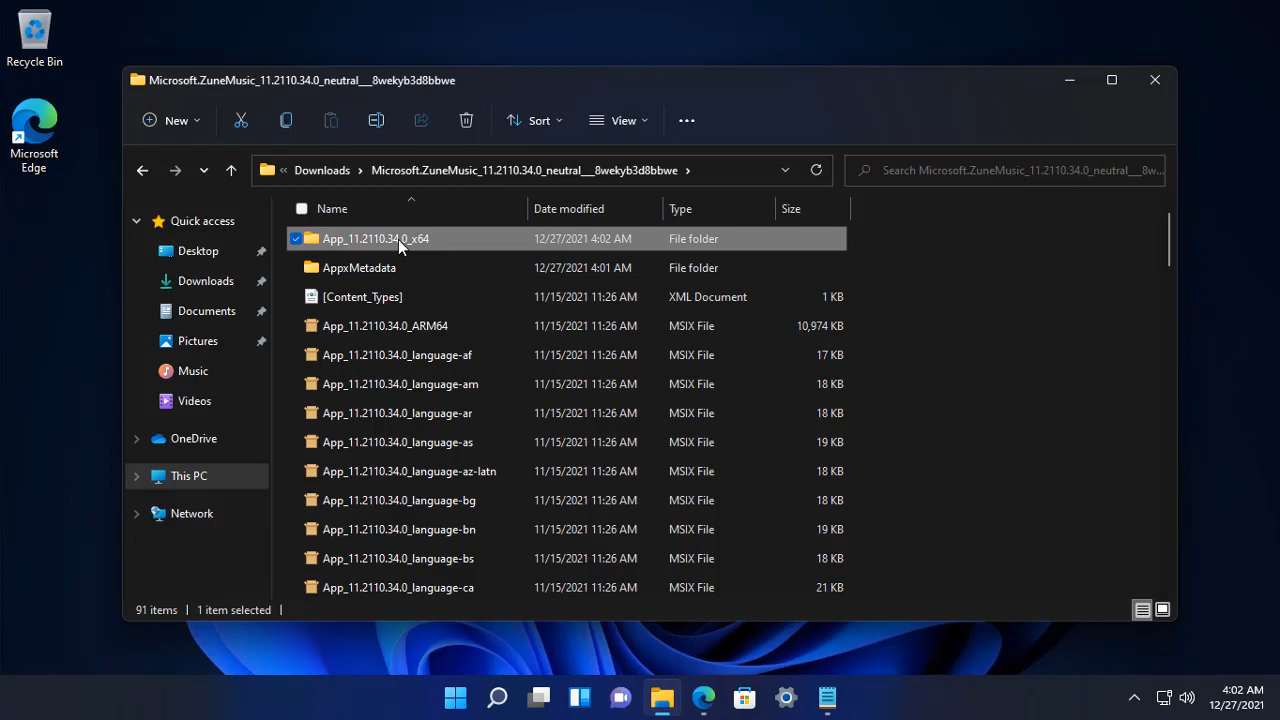 Recycle Bin
Microsoft
Edge
Microsoft.ZuneMusic_11.2110.34.0_neutral___8wekyb3d8bbwe
New
Sort
View
« Downloads > Microsoft.ZuneMusic_11.2110.34.0_neutral___8wekyb3d8bbwe >
Search Microsoft.ZuneMusic_11.2110.34.0_neutral___8w...
Name Date modified Type Size
Quick access
Desktop
Downloads
Documents
Pictures
Music
Videos
OneDrive
This PC
Network
App_11.2110.34.0_x64 12/27/2021 4:02 AM File folder
AppxMetadata 12/27/2021 4:01 AM File folder
[Content_Types] 11/15/2021 11:26 AM XML Document 1 KB
App_11.2110.34.0_ARM64 11/15/2021 11:26 AM MSIX File 10,974 KB
App_11.2110.34.0_language-af 11/15/2021 11:26 AM MSIX File 17 KB
App_11.2110.34.0_language-am 11/15/2021 11:26 AM MSIX File 18 KB
App_11.2110.34.0_language-ar 11/15/2021 11:26 AM MSIX File 18 KB
App_11.2110.34.0_language-as 11/15/2021 11:26 AM MSIX File 19 KB
App_11.2110.34.0_language-az-latn 11/15/2021 11:26 AM MSIX File 18 KB
App_11.2110.34.0_language-bg 11/15/2021 11:26 AM MSIX File 18 KB
App_11.2110.34.0_language-bn 11/15/2021 11:26 AM MSIX File 19 KB
App_11.2110.34.0_language-bs 11/15/2021 11:26 AM MSIX File 18 KB
App_11.2110.34.0_language-ca 11/15/2021 11:26 AM MSIX File 21 KB
91 items 1 item selected
4:02 AM
12/27/2021